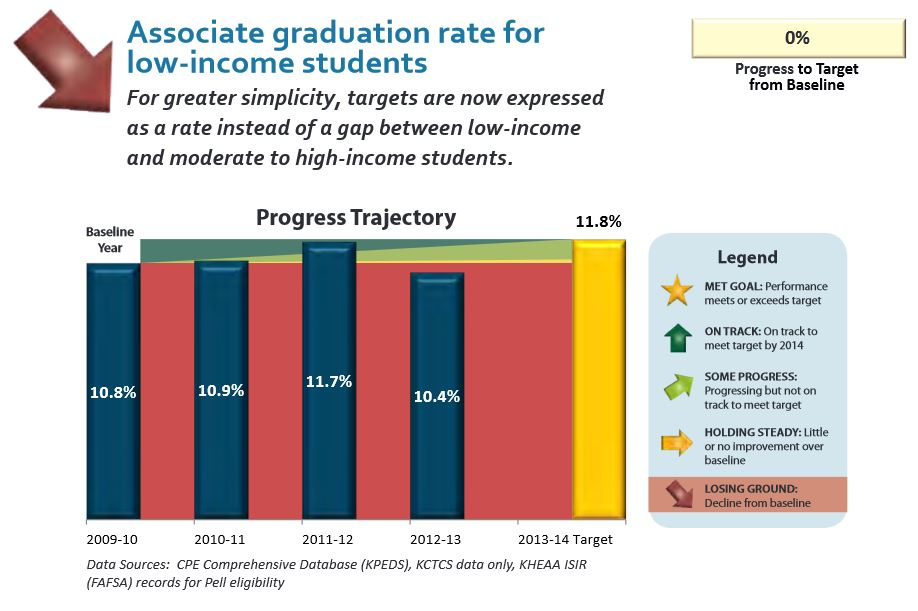 Associate graduation rate for
low-income students
For greater simplicity, targets are now expressed
as a rate instead of a gap between low-income
and moderate to high-income students.
0%
Progress to Target
from Baseline
Progress Trajectory
Baseline
Year
11.8%
10.8%
10.9%
11.7%
10.4%
2009-10
2010-11
2011-12
2012-13
2013-14 Target
Legend
MET GOAL: Performance
meets or exceeds target
ON TRACK: On track to
meet target by 2014
SOME PROGRESS:
Progressing but not on
track to meet target
HOLDING STEADY: Little
or no improvement over
baseline
LOSING GROUND:
Decline from baseline
Data Sources: CPE Comprehensive Database (KPEDS), KCTCS data only, KHEAA ISIR
(FAFSA) records for Pell eligibility